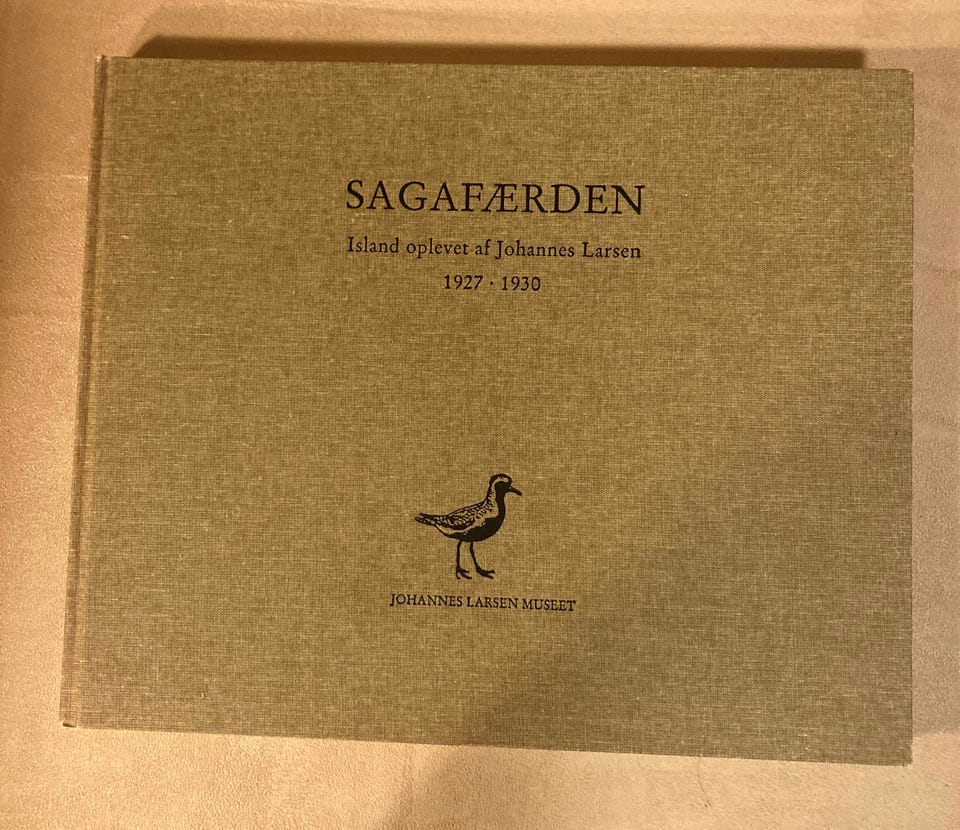 SAGAFÆRDEN
Island oplevet af Johannes Larsen
1927 · 1930
JOHANNES LARSEN MUSEET